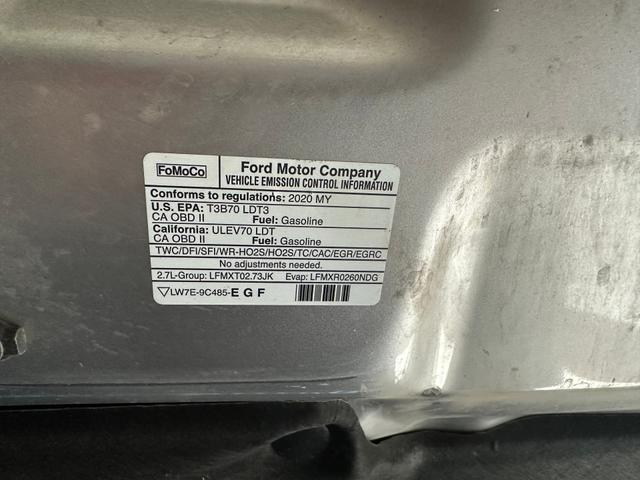 FoMoCo
Ford Motor Company
VEHICLE EMISSION CONTROL INFORMATION
Conforms to regulations: 2020 MY
U.S. EPA: T3B70 LDT3
CA OBD II Fuel: Gasoline
California: ULEV70 LDT
CA OBD II Fuel: Gasoline
TWC/DFI/SFI/WR-HO2S/HO2S/TC/CAC/EGR/EGRC
No adjustments needed.
2.7L-Group: LFMXT02.73JK Evap: LFMXR0260NDG
LW7E-9C485-E G F